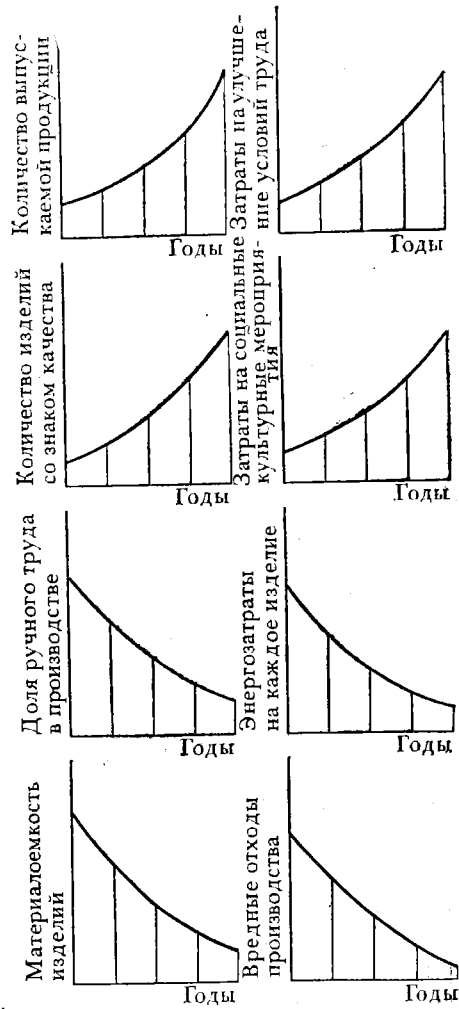 Количество выпус-
каемой продукции
Годы
Затраты на улучше-
ние условий труда
Годы
Количество изделий
со знаком качества
Годы
Затраты на социальные
культурные мероприя-
тия
Годы
Доля ручного труда
в производстве
Годы
Энергозатраты
на каждое изделие
Годы
Материалоемкость
изделий
Годы
Вредные отходы
производства
Годы